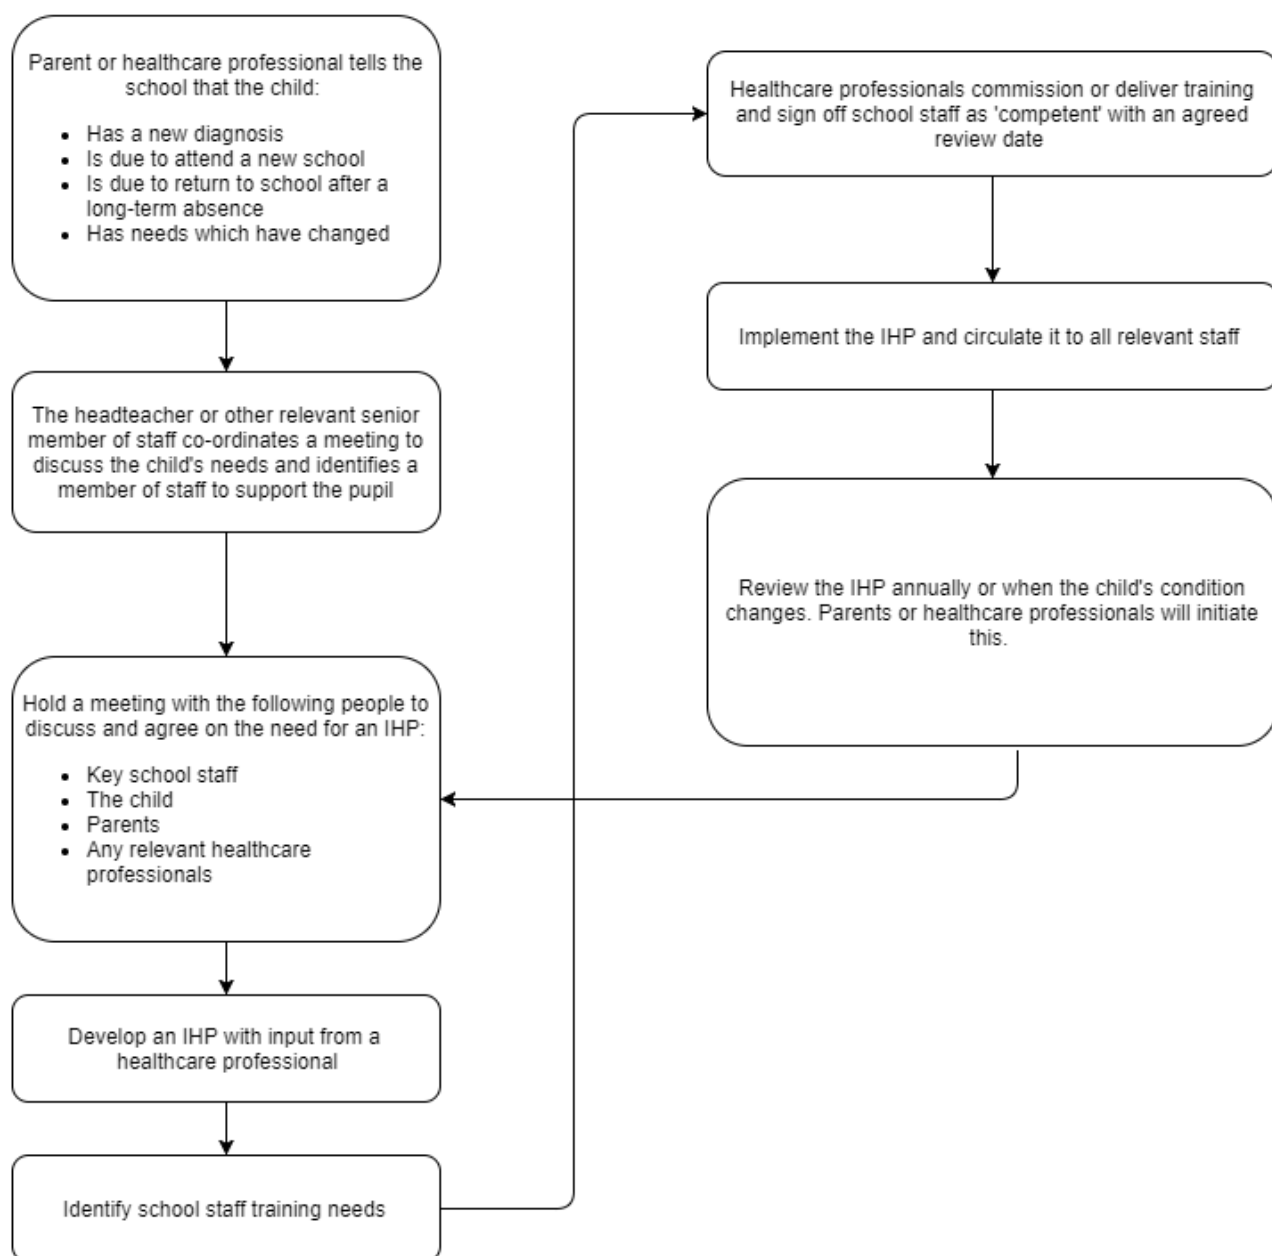 Parent or healthcare professional tells the
school that the child:
• Has a new diagnosis
• Is due to attend a new school
• Is due to return to school after a
long-term absence
• Has needs which have changed
The headteacher or other relevant senior
member of staff co-ordinates a meeting to
discuss the child's needs and identifies a
member of staff to support the pupil
Hold a meeting with the following people to
discuss and agree on the need for an IHP:
• Key school staff
• The child
• Parents
• Any relevant healthcare
professionals
Develop an IHP with input from a
healthcare professional
Identify school staff training needs
Healthcare professionals commission or deliver training
and sign off school staff as 'competent' with an agreed
review date
Implement the IHP and circulate it to all relevant staff
Review the IHP annually or when the child's condition
changes. Parents or healthcare professionals will initiate
this.